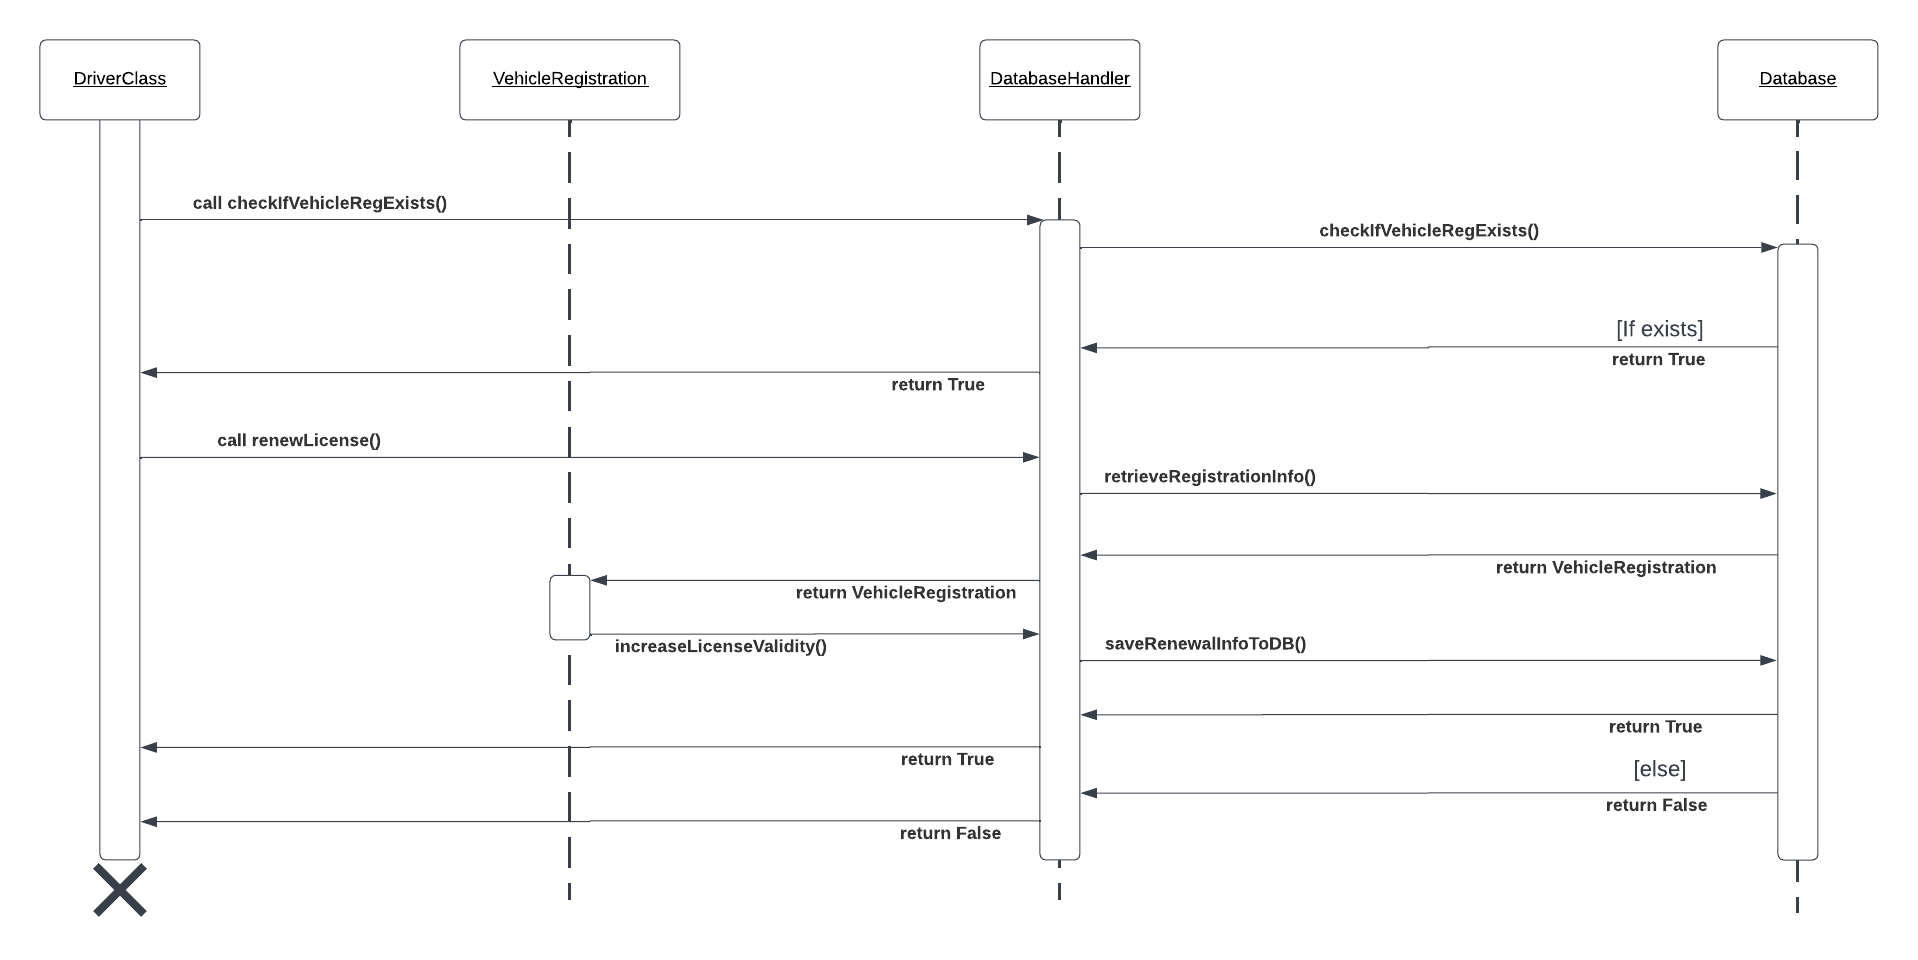 DriverClass
VehicleRegistration
DatabaseHandler
Database
call checkIfVehicleRegExists()
checkIfVehicleRegExists()
[If exists]
return True
return True
call renewLicense()
retrieveRegistrationInfo()
return VehicleRegistration
return VehicleRegistration
increaseLicenseValidity()
saveRenewalInfoToDB()
return True
return True
[else]
return False
return False